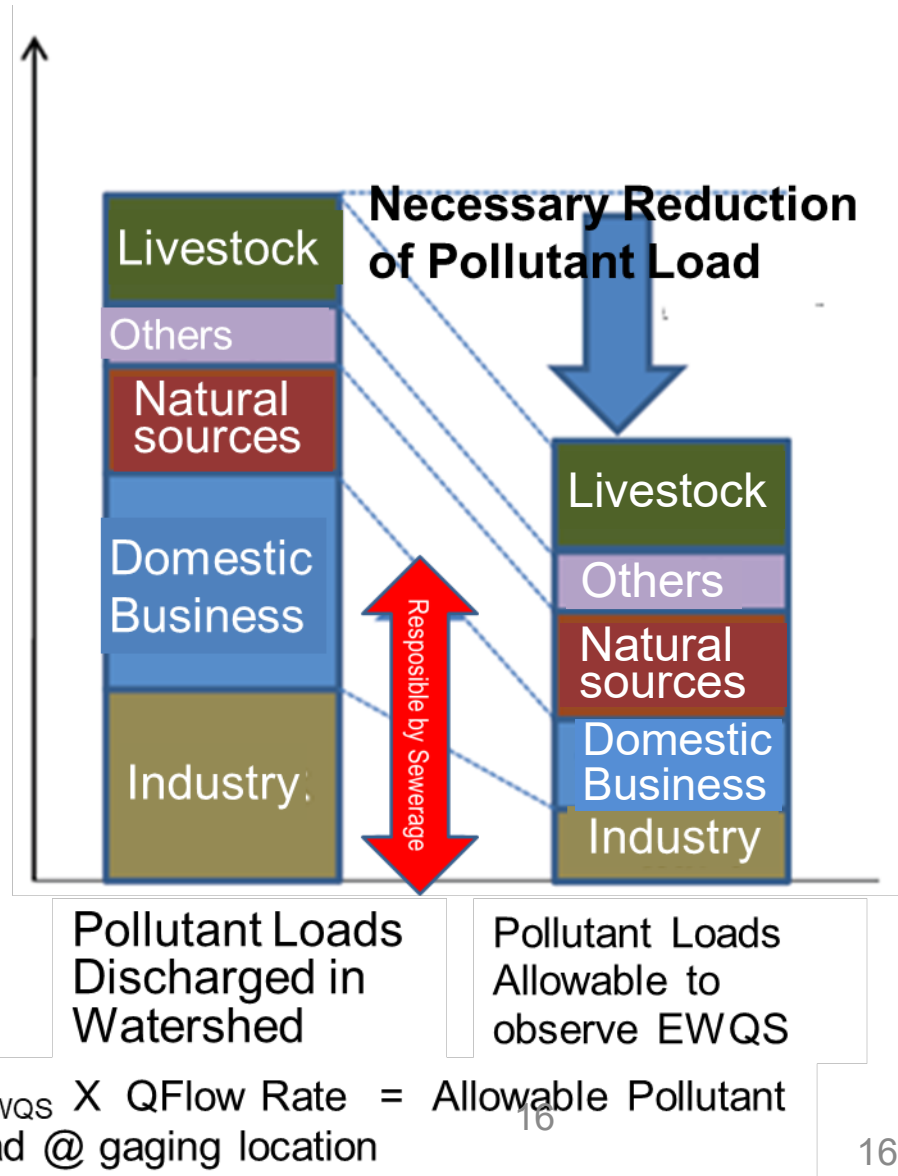 Necessary Reduction
of Pollutant Load
Livestock
Others
Natural
sources
Domestic
Business
Industry
Resposible by Sewerage
Livestock
Others
Natural
sources
Domestic
Business
Industry
Pollutant Loads
Discharged in
Watershed
Pollutant Loads
Allowable to
observe EWQS
WQS X QFlow Rate = Allowable Pollutant
ad @ gaging location
16
16